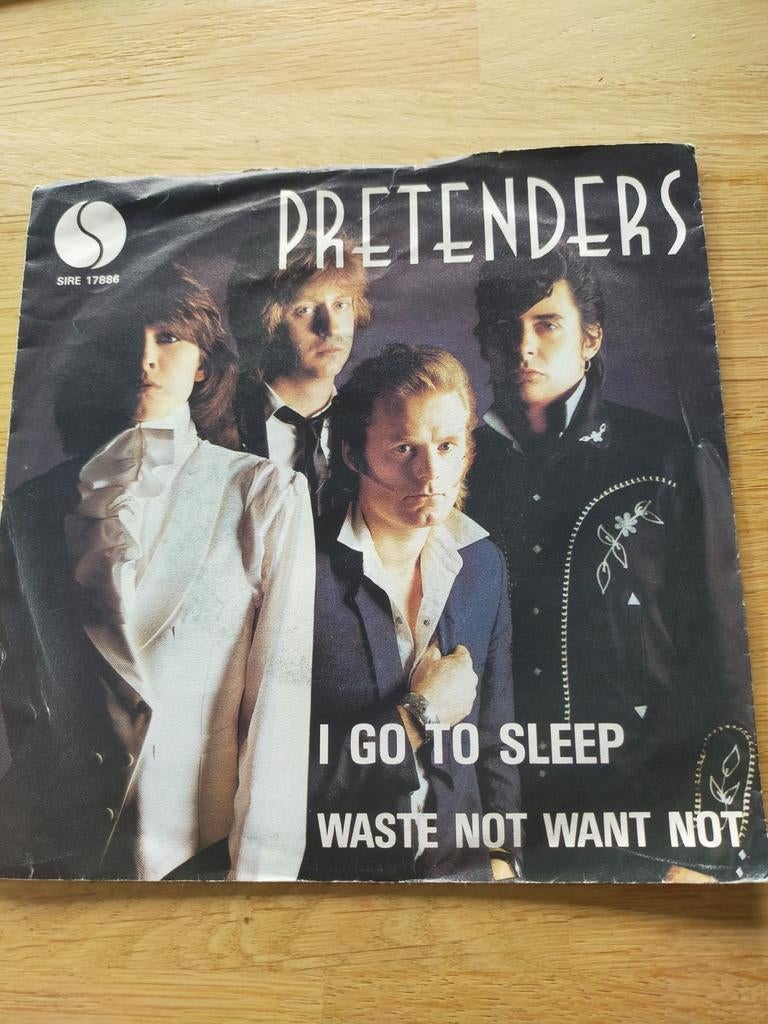 PRETENDERS
SIRE 17886
I GO TO SLEEP
WASTE NOT WANT NOT